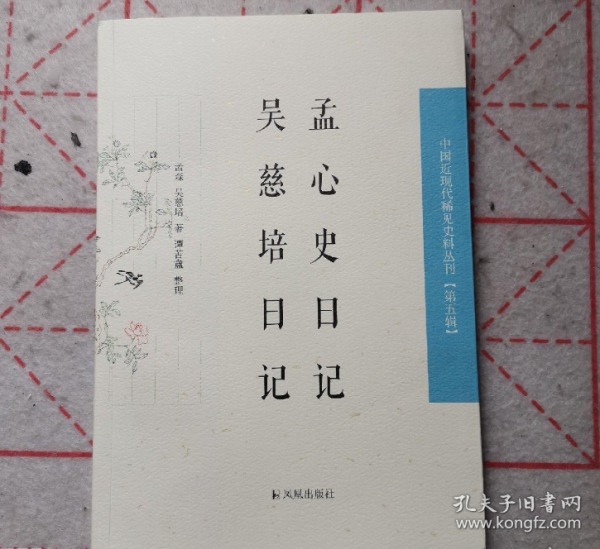 孟心史日记
吴慈培日记
孟森 吴慈培 著 谭苦盦 整理
中国近现代稀见史料丛刊【第五辑】
凤凰出版社
孔夫子旧书网
www.kongfz.com